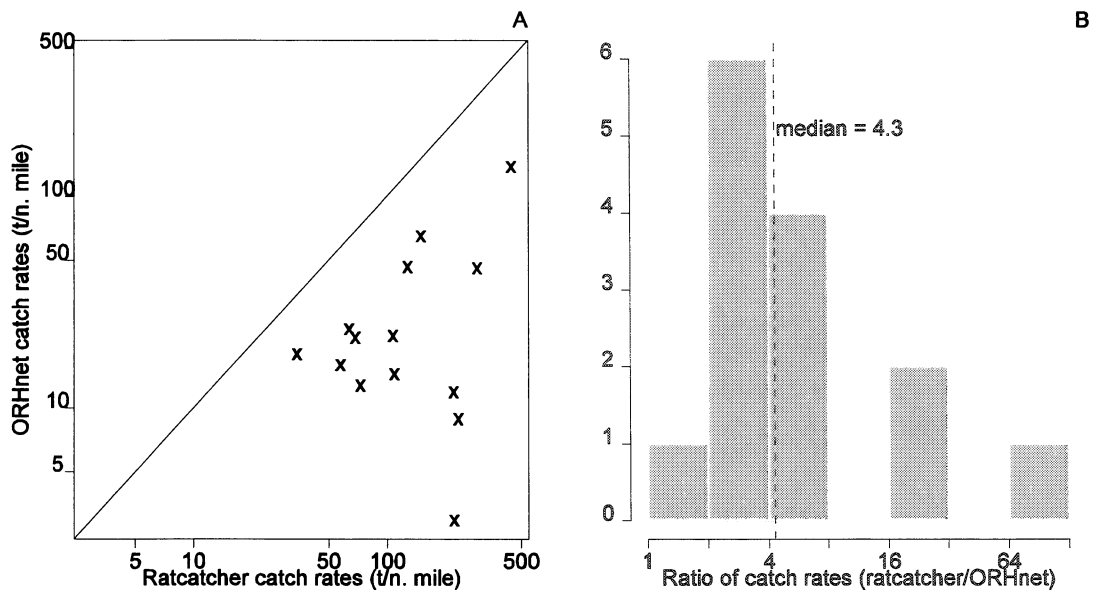 A
500
100
50
10
5
ORHnet catch rates (t/n. mile)
5 10 50 100 500
Ratcatcher catch rates (t/n. mile)
B
6
5
4
3
2
1
0
median = 4.3
1 4 16 64
Ratio of catch rates (ratcatcher/ORHnet)